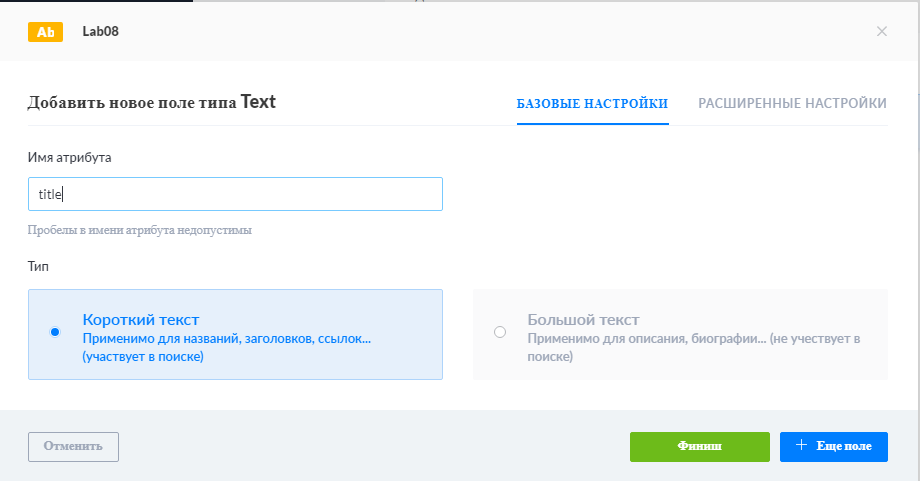 Ab Lab08
Добавить новое поле типа Text
БАЗОВЫЕ НАСТРОЙКИ РАСШИРЕННЫЕ НАСТРОЙКИ
Имя атрибута
title
Пробелы в имени атрибута недопустимы
Тип
Короткий текст
Применимо для названий, заголовков, ссылок...
(участвует в поиске)
Большой текст
Применимо для описания, биографии... (не учествует в
поиске)
Отменить
Финиш
+ Еще поле